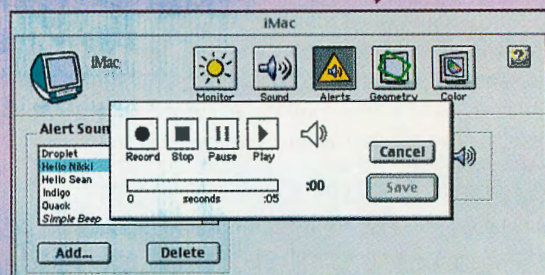 iMac
iMac
Monitor Sound Alerts Geometry Color
Alert Soun
Droplet
Hello Nikki
Hello Sean
Indigo
Quack
Simple Beep
Add... Delete
Record Stop Pause Play
0 seconds :05
:00
Cancel
Save
?